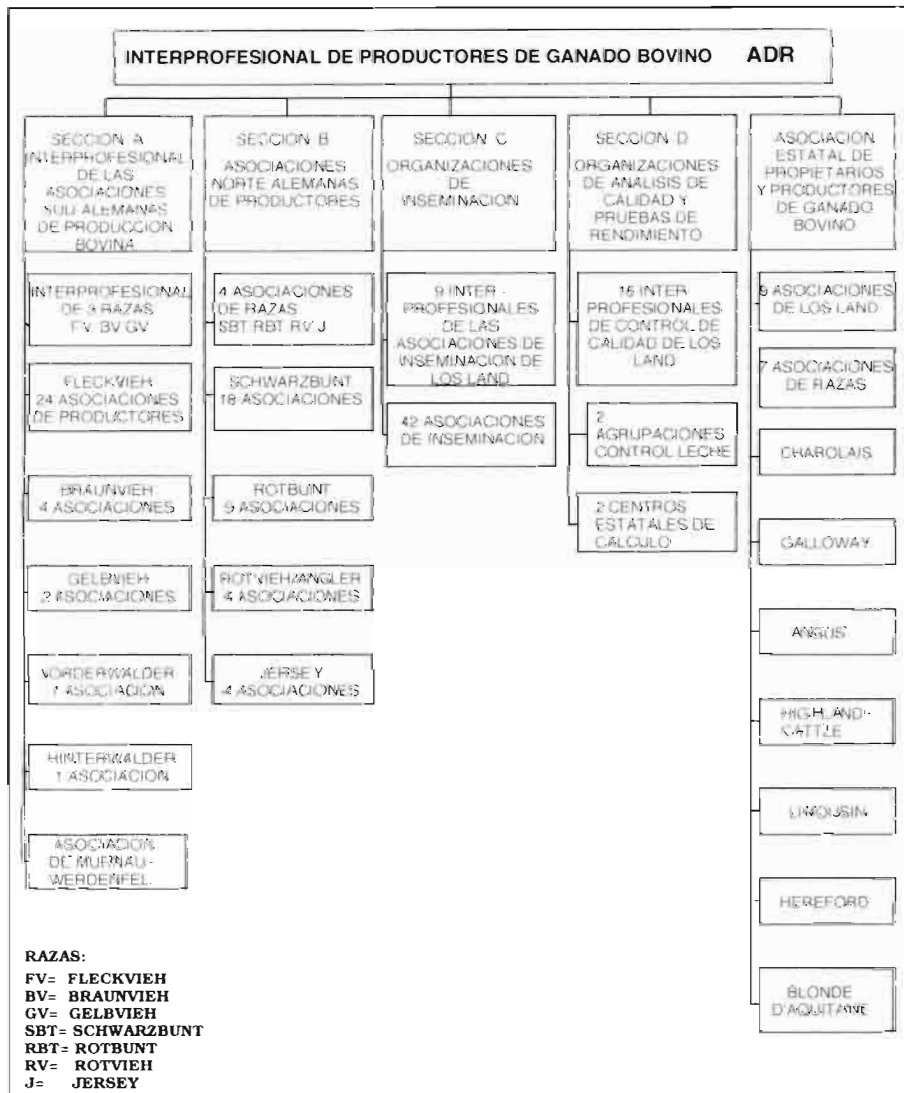 INTERPROFESIONAL DE PRODUCTORES DE GANADO BOVINO ADR
SECCION A
INTERPROFESIONAL
DE LAS
ASOCIACIONES
SUD ALEMANAS
DE PRODUCCION
BOVINA
INTERPROFESIONAL
DE 3 RAZAS
FV BV GV
FLECKVIEH
24 ASOCIACIONES
DE PRODUCTORES
BRAUNVIEH
4 ASOCIACIONES
GELBVIEH
2 ASOCIACIONES
VORDERWALDER
1 ASOCIACION
HINTERWALDER
1 ASOCIACION
ASOCIACION
DE MURNAU-
WERDENFEL.
SECCION B
ASOCIACIONES
NORTE ALEMANAS
DE PRODUCTORES
4 ASOCIACIONES
DE RAZAS
SBT RBT RV J
SCHWARZBUNT
18 ASOCIACIONES
ROTBUNT
9 ASOCIACIONES
ROTVIEH/ANGLER
4 ASOCIACIONES
JERSEY
4 ASOCIACIONES
SECCION C
ORGANIZACIONES
DE
INSEMINACION
9 INTER -
PROFESIONALES
DE LAS
ASOCIACIONES DE
INSEMINACION DE
LOS LAND
42 ASOCIACIONES
DE INSEMINACION
SECCION D
ORGANIZACIONES
DE ANALISIS DE
CALIDAD Y
PRUEBAS DE
RENDIMIENTO
16 INTER
PROFESIONALES
DE CONTROL DE
CALIDAD DE LOS
LAND
2
AGRUPACIONES
CONTROL LECHE
2 CENTROS
ESTATALES DE
CALCULO
ASOCIACION
ESTATAL DE
PROPIETARIOS
Y PRODUCTORES
DE GANADO
BOVINO
ASOCIACIONES
DE LOS LAND
7 ASOCIACIONES
DE RAZAS
CHAROLAIS
GALLOWAY
ANGUS
HIGHLAND-
CATTLE
LIMOUSIN
HEREFORD
BLONDE
D'AQUITAINE
RAZAS:
FV= FLECKVIEH
BV= BRAUNVIEH
GV= GELBVIEH
SBT= SCHWARZBUNT
RBT= ROTBUNT
RV= ROTVIEH
J= JERSEY